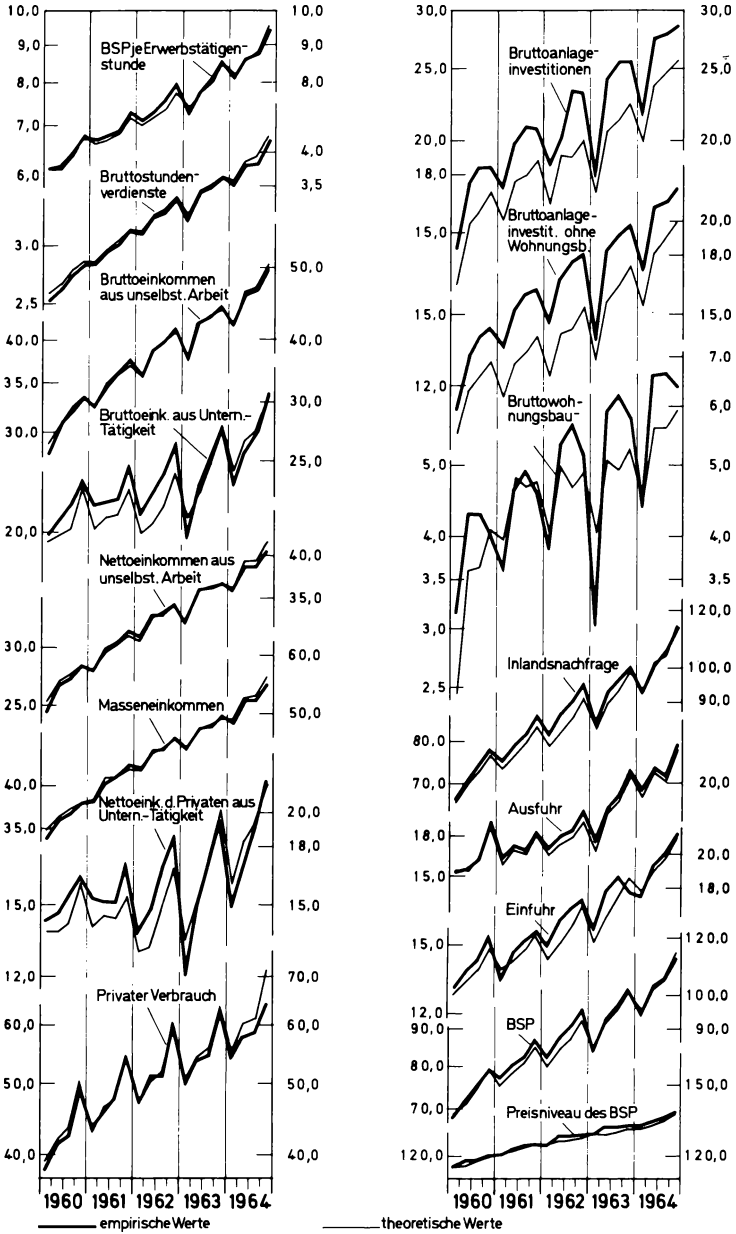 10,0
9,0
8,0
7,0
6,0
3,0
2,5
40,0
35,0
30,0
20,0
30,0
25,0
40,0
35,0
15,0
12,0
60,0
50,0
40,0
BSP je Erwerbstätigen-
stunde
Bruttostunden-
verdienste
Bruttoeinkommen
aus unselbst. Arbeit
Bruttoeink. aus Untern.-
Tätigkeit
Nettoeinkommen aus
unselbst. Arbeit
Masseneinkommen
Nettoeink. d. Privaten aus
Untern.-Tätigkeit
Privater Verbrauch
10,0
9,0
8,0
4,0
3,5
50,0
40,0
30,0
25,0
40,0
35,0
60,0
50,0
20,0
18,0
15,0
70,0
60,0
50,0
40,0
1960 1961 1962 1963 1964
30,0
25,0
20,0
18,0
15,0
15,0
12,0
5,0
4,0
3,5
3,0
2,5
80,0
70,0
18,0
15,0
15,0
12,0
90,0
80,0
70,0
120,0
Bruttoanlage-
investitionen
Bruttoanlage-
investit. ohne
Wohnungsb.
Bruttowoh-
nungsbau
Inlandsnachfrage
Ausfuhr
Einfuhr
BSP
Preisniveau des BSP
30,0
25,0
20,0
20,0
18,0
15,0
7,0
6,0
5,0
4,0
3,5
120,0
100,0
90,0
20,0
20,0
18,0
120,0
100,0
90,0
150,0
120,0
1960 1961 1962 1963 1964
empirische Werte
theoretische Werte